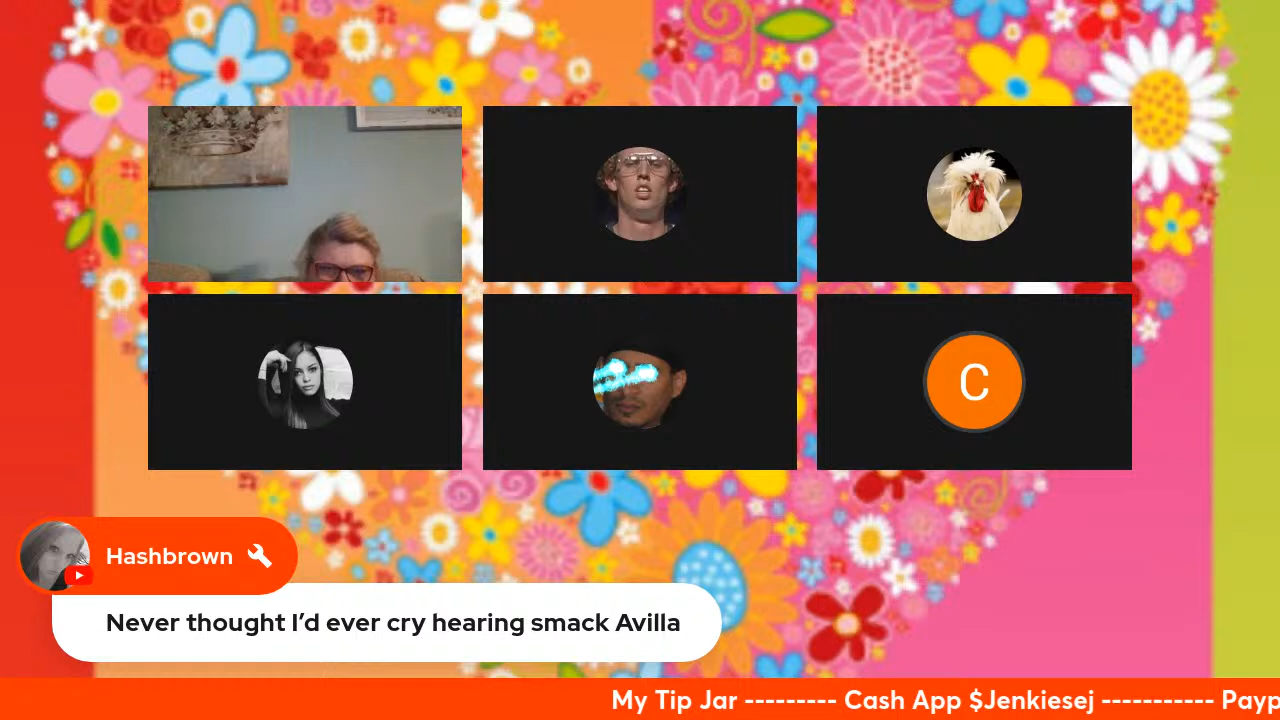 C
Hashbrown
Never thought I’d ever cry hearing smack Avilla
My Tip Jar --------- Cash App $Jenkiesej ----------- Payp